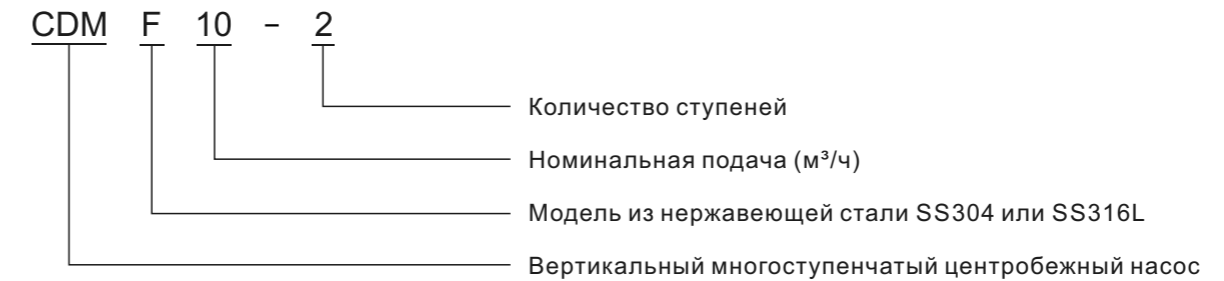 CDM F 10 - 2
Количество ступеней
Номинальная подача (м³/ч)
Модель из нержавеющей стали SS304 или SS316L
Вертикальный многоступенчатый центробежный насос